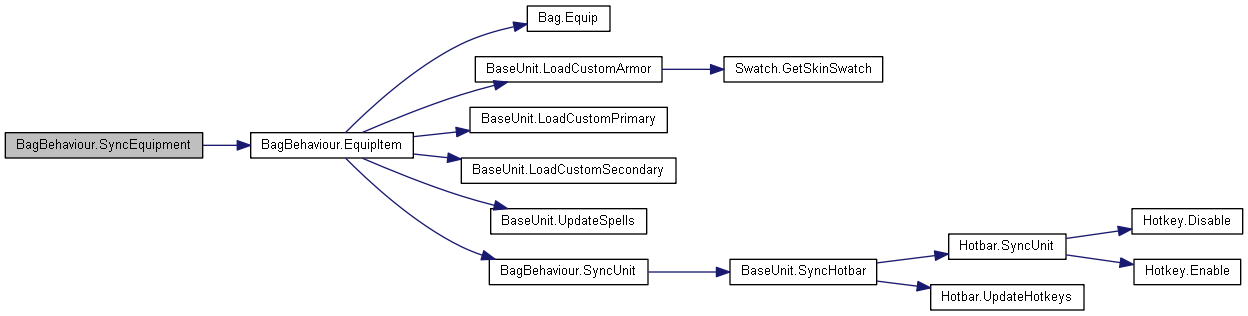 Bag.Equip
BaseUnit.LoadCustomArmor
Swatch.GetSkinSwatch
BaseUnit.LoadCustomPrimary
BagBehaviour.SyncEquipment
BagBehaviour.EquipItem
BaseUnit.LoadCustomSecondary
BaseUnit.UpdateSpells
Hotkey.Disable
Hotbar.SyncUnit
BagBehaviour.SyncUnit
BaseUnit.SyncHotbar
Hotkey.Enable
Hotbar.UpdateHotkeys